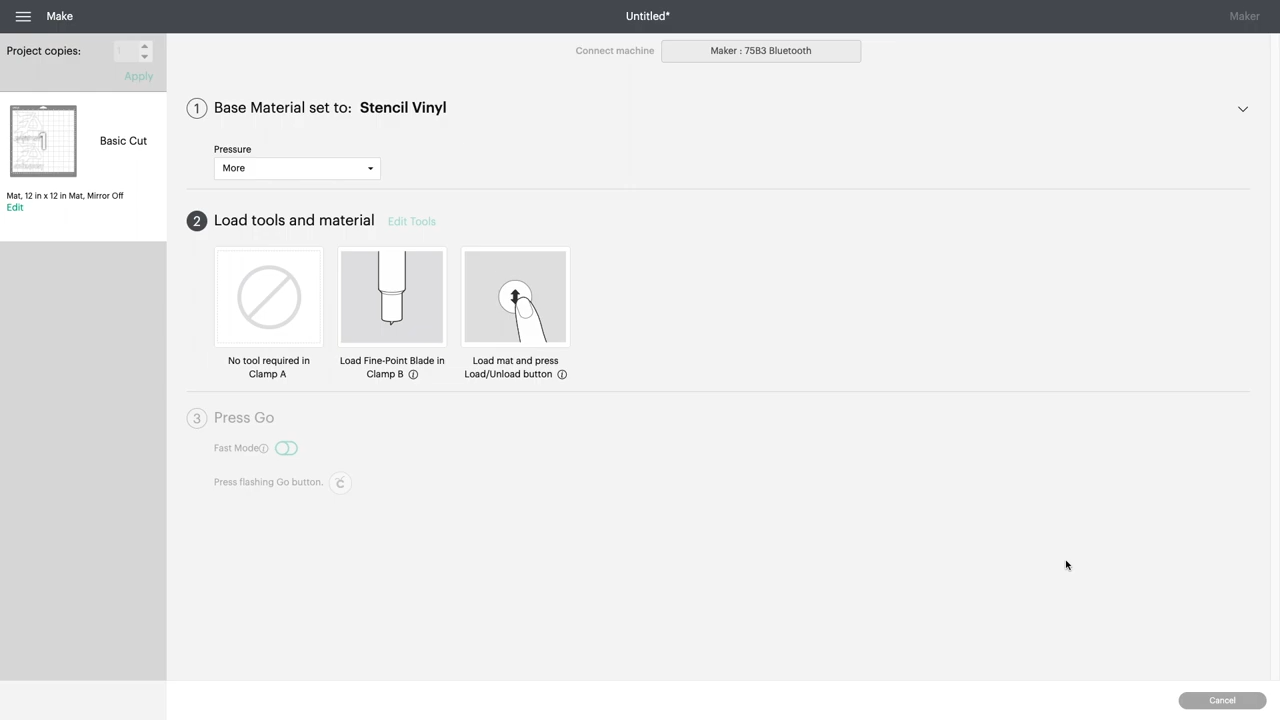 Make
Untitled*
Maker
Project copies:
1
Apply
Connect machine
Maker : 75B3 Bluetooth
1
Basic Cut
Mat, 12 in x 12 in Mat, Mirror Off
Edit
1 Base Material set to: Stencil Vinyl
Pressure
More
2 Load tools and material Edit Tools
No tool required in
Clamp A
Load Fine-Point Blade in
Clamp B
Load mat and press
Load/Unload button
3 Press Go
Fast Mode
Press flashing Go button.
Cancel